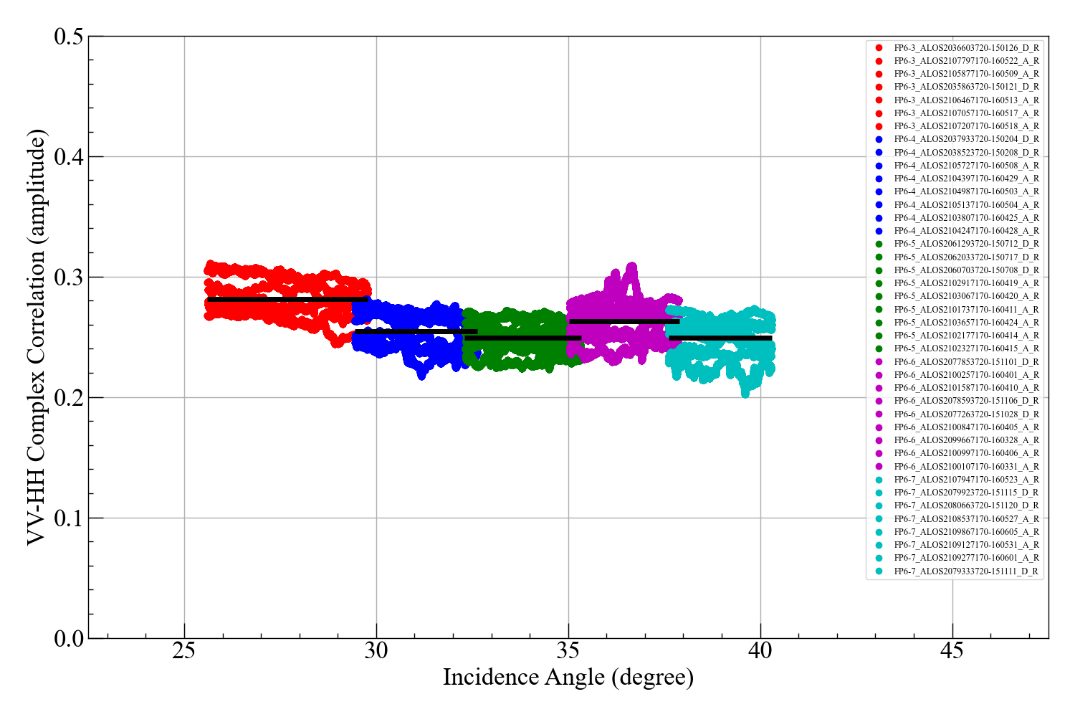 VV-HH Complex Correlation (amplitude)
0.5
0.4
0.3
0.2
0.1
0.0
25
30
35
40
45
Incidence Angle (degree)
FP6-3_ALOS2036603720-150126_D_R
FP6-3_ALOS2107797170-160522_A_R
FP6-3_ALOS2105877170-160509_A_R
FP6-3_ALOS2035863720-150121_D_R
FP6-3_ALOS2106467170-160513_A_R
FP6-3_ALOS2107057170-160517_A_R
FP6-3_ALOS2107207170-160518_A_R
FP6-4_ALOS2037933720-150204_D_R
FP6-4_ALOS2038523720-150208_D_R
FP6-4_ALOS2105727170-160508_A_R
FP6-4_ALOS2104397170-160429_A_R
FP6-4_ALOS2104987170-160503_A_R
FP6-4_ALOS2105137170-160504_A_R
FP6-4_ALOS2103807170-160425_A_R
FP6-4_ALOS2104247170-160428_A_R
FP6-5_ALOS2061293720-150712_D_R
FP6-5_ALOS2062033720-150717_D_R
FP6-5_ALOS2060703720-150708_D_R
FP6-5_ALOS2102917170-160419_A_R
FP6-5_ALOS2103067170-160420_A_R
FP6-5_ALOS2101737170-160411_A_R
FP6-5_ALOS2103657170-160424_A_R
FP6-5_ALOS2102177170-160414_A_R
FP6-5_ALOS2102327170-160415_A_R
FP6-6_ALOS2077853720-151101_D_R
FP6-6_ALOS2100257170-160401_A_R
FP6-6_ALOS2101587170-160410_A_R
FP6-6_ALOS2078593720-151106_D_R
FP6-6_ALOS2077263720-151028_D_R
FP6-6_ALOS2100847170-160405_A_R
FP6-6_ALOS2099667170-160328_A_R
FP6-6_ALOS2100997170-160406_A_R
FP6-6_ALOS2100107170-160331_A_R
FP6-7_ALOS2107947170-160523_A_R
FP6-7_ALOS2079923720-151115_D_R
FP6-7_ALOS2080663720-151120_D_R
FP6-7_ALOS2108537170-160527_A_R
FP6-7_ALOS2109867170-160605_A_R
FP6-7_ALOS2109127170-160531_A_R
FP6-7_ALOS2109277170-160601_A_R
FP6-7_ALOS2079333720-151111_D_R